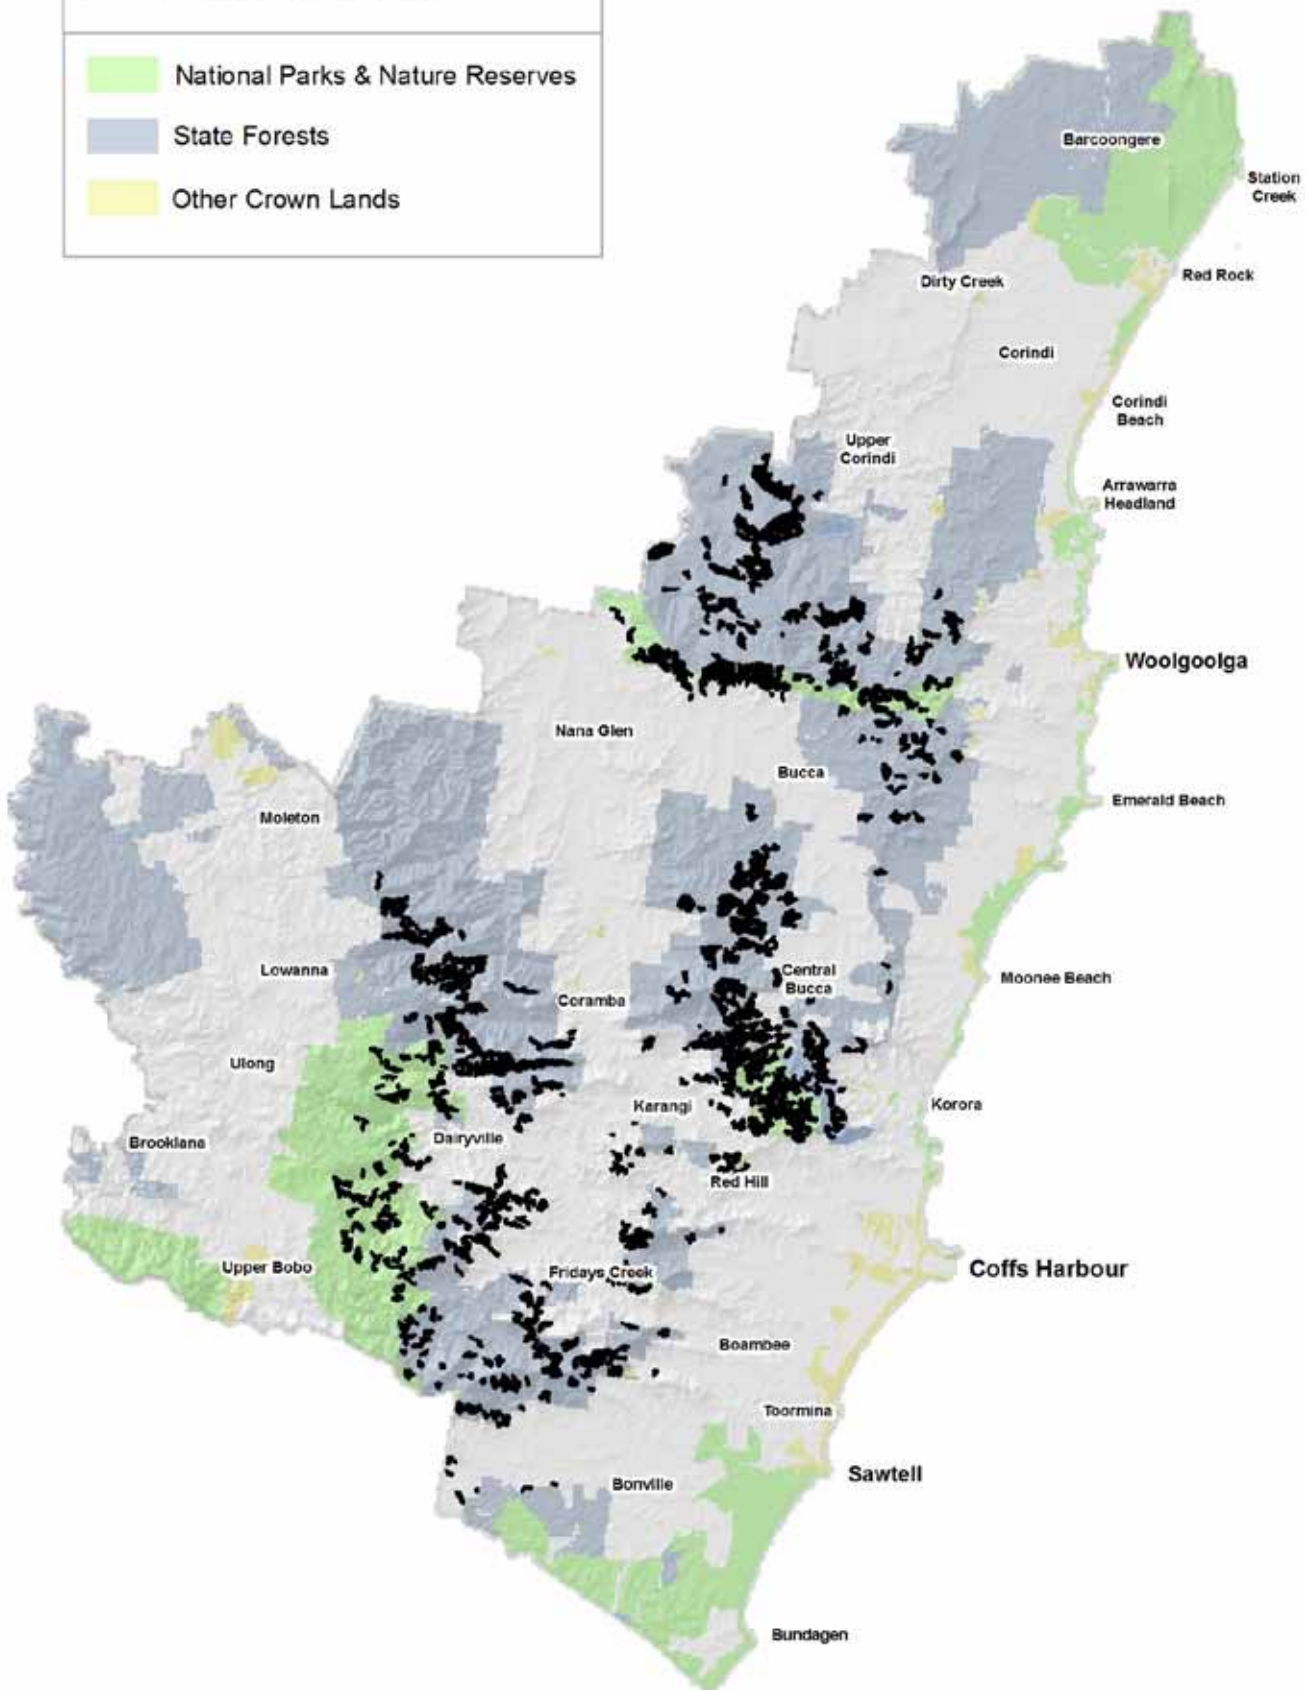 National Parks & Nature Reserves
State Forests
Other Crown Lands
Barcoongere
Station
Creek
Red Rock
Dirty Creek
Corindi
Corindi
Beach
Upper
Corindi
Arrawarra
Headland
Woolgoolga
Nana Glen
Bucca
Emerald Beach
Moleton
Lowanna
Central
Bucca
Moonee Beach
Coramba
Ulong
Korora
Karangi
Brooklana
Dairyville
Red Hill
Upper Bobo
Fridays Creek
Coffs Harbour
Boambee
Toormina
Sawtell
Bonville
Bundagen